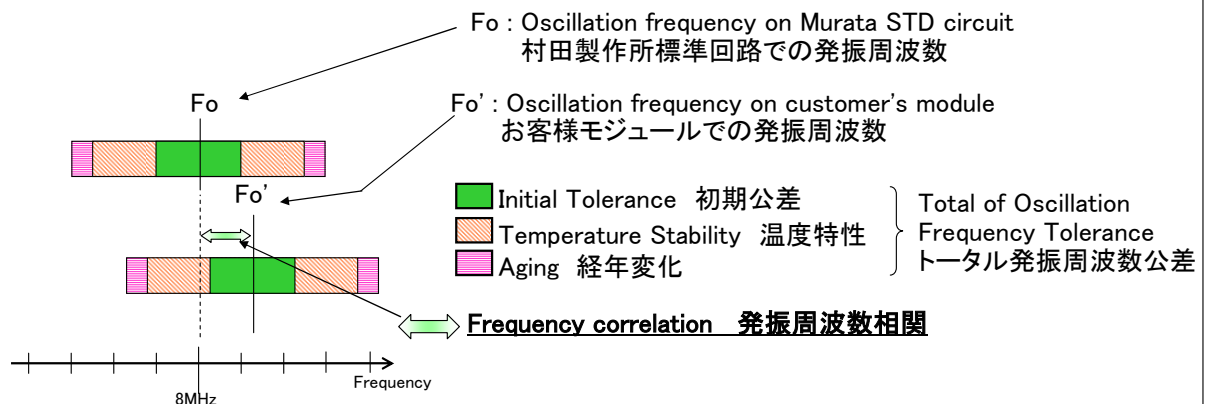 Fo : Oscillation frequency on Murata STD circuit
村田製作所標準回路での発振周波数
Fo
Fo' : Oscillation frequency on customer's module
お客様モジュールでの発振周波数
Fo'
Initial Tolerance 初期公差
Temperature Stability 温度特性
Aging 経年変化
Total of Oscillation
Frequency Tolerance
トータル発振周波数公差
Frequency correlation 発振周波数相関
Frequency
8MHz